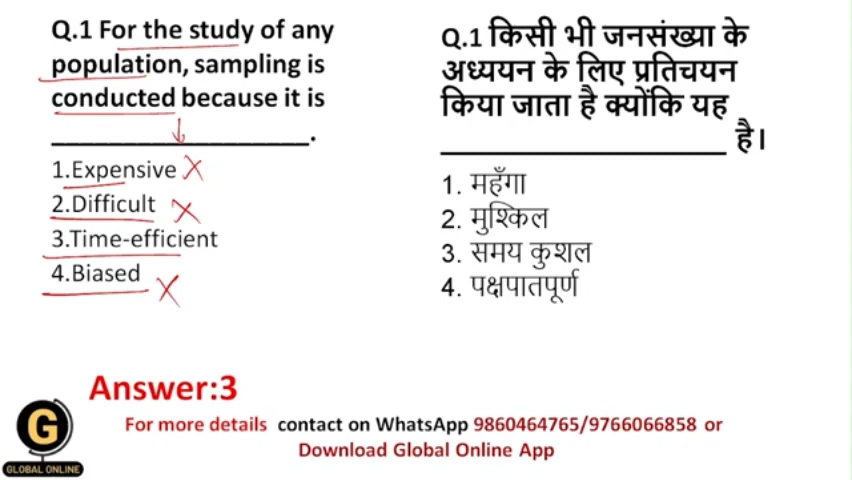 Q.1 For the study of any
population, sampling is
conducted because it is
____________________.
1.Expensive
2.Difficult
3.Time-efficient
4.Biased
Q.1 किसी भी जनसंख्या के
अध्ययन के लिए प्रतिचयन
किया जाता है क्योंकि यह
____________________ है।
1. महँगा
2. मुश्किल
3. समय कुशल
4. पक्षपातपूर्ण
Answer:3
For more details contact on WhatsApp 9860464765/9766066858 or
Download Global Online App
G
GLOBAL ONLINE